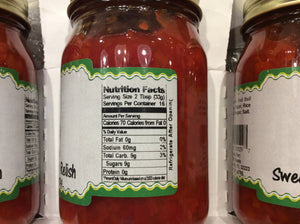 Nutrition Facts
Serving Size 2 Tbsp (33g)
Servings Per Container 16
Amount Per Serving
Calories 70 Calories from Fat 0
% Daily Value
Total Fat 0g 0%
Sodium 60mg 2%
Total Carb. 9g 3%
Sugars 9g
Protein 0g
Refrigerate After Opening
Relish
Swee